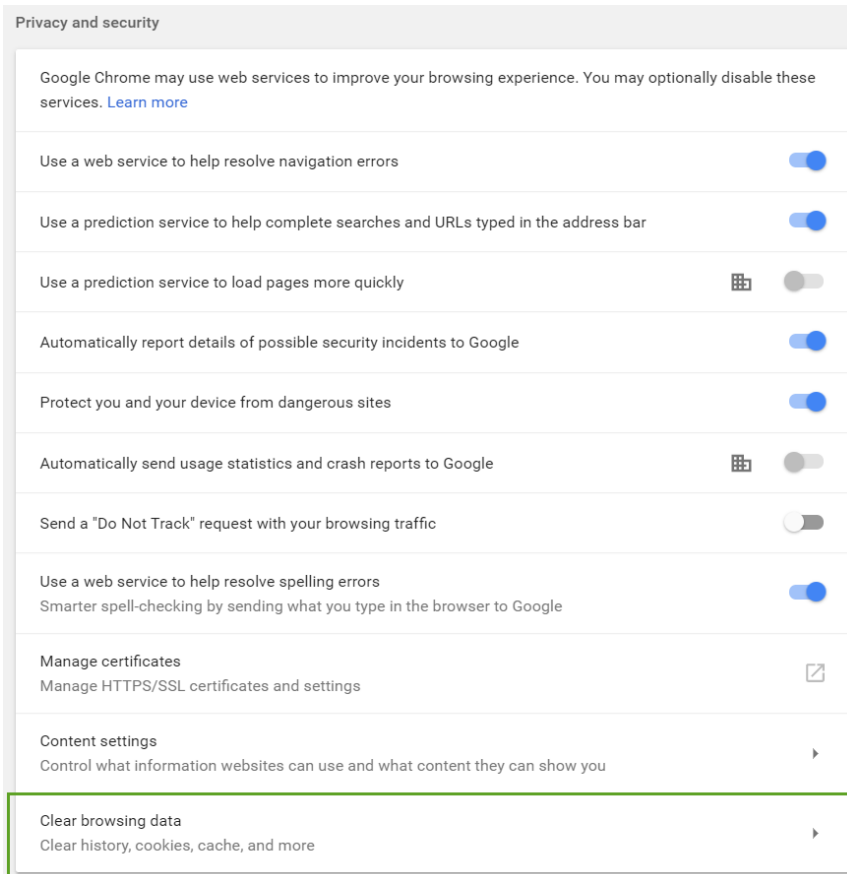 Privacy and security
Google Chrome may use web services to improve your browsing experience. You may optionally disable these
services. Learn more
Use a web service to help resolve navigation errors
Use a prediction service to help complete searches and URLs typed in the address bar
Use a prediction service to load pages more quickly
Automatically report details of possible security incidents to Google
Protect you and your device from dangerous sites
Automatically send usage statistics and crash reports to Google
Send a "Do Not Track" request with your browsing traffic
Use a web service to help resolve spelling errors
Smarter spell-checking by sending what you type in the browser to Google
Manage certificates
Manage HTTPS/SSL certificates and settings
Content settings
Control what information websites can use and what content they can show you
Clear browsing data
Clear history, cookies, cache, and more